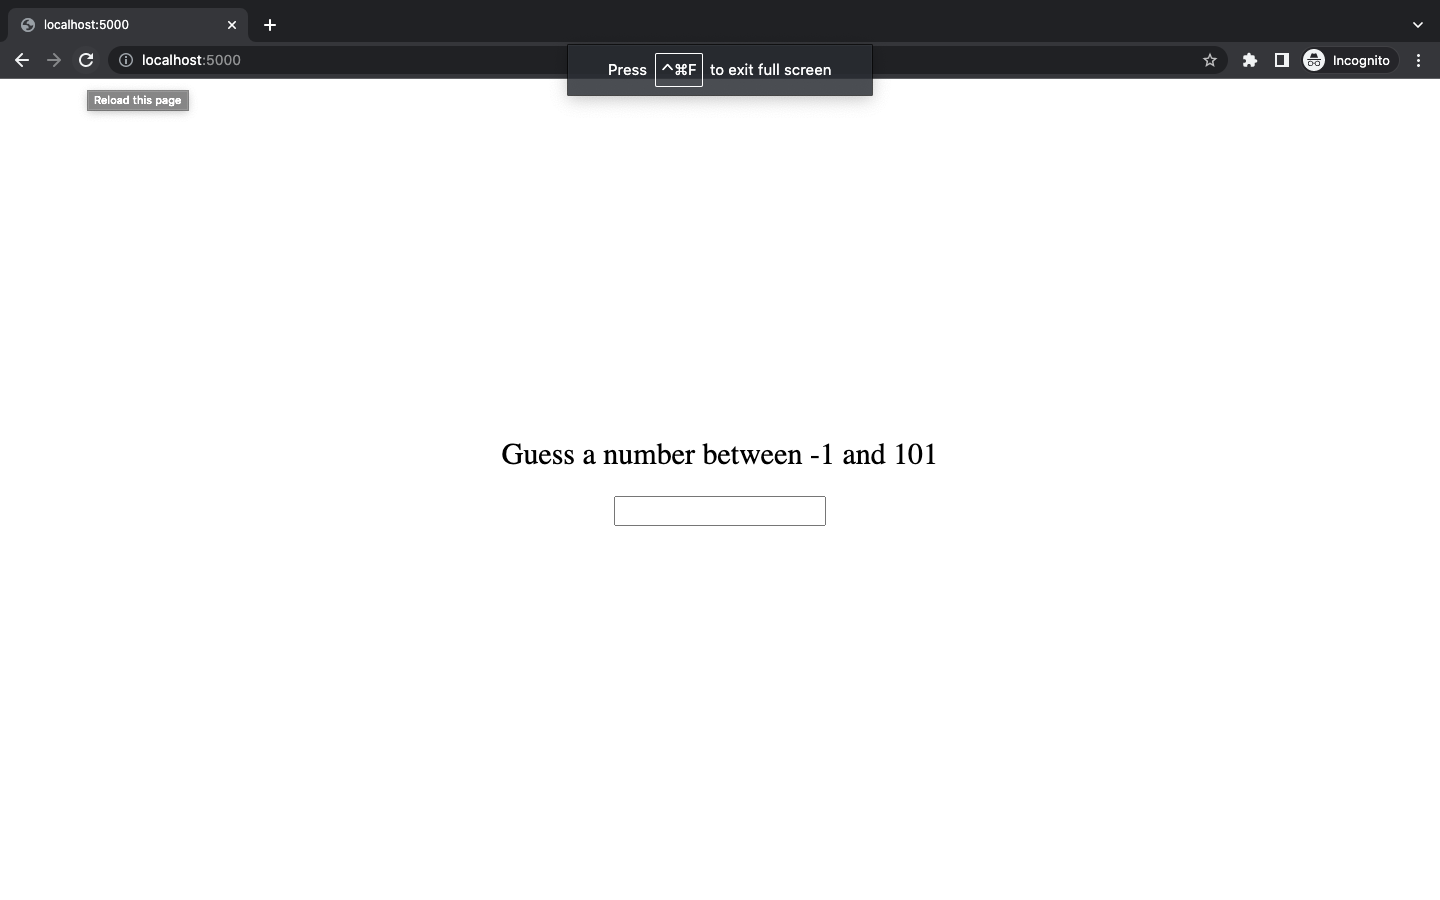 localhost:5000
localhost:5000
Press ^⌘F to exit full screen
Incognito
Reload this page
Guess a number between -1 and 101